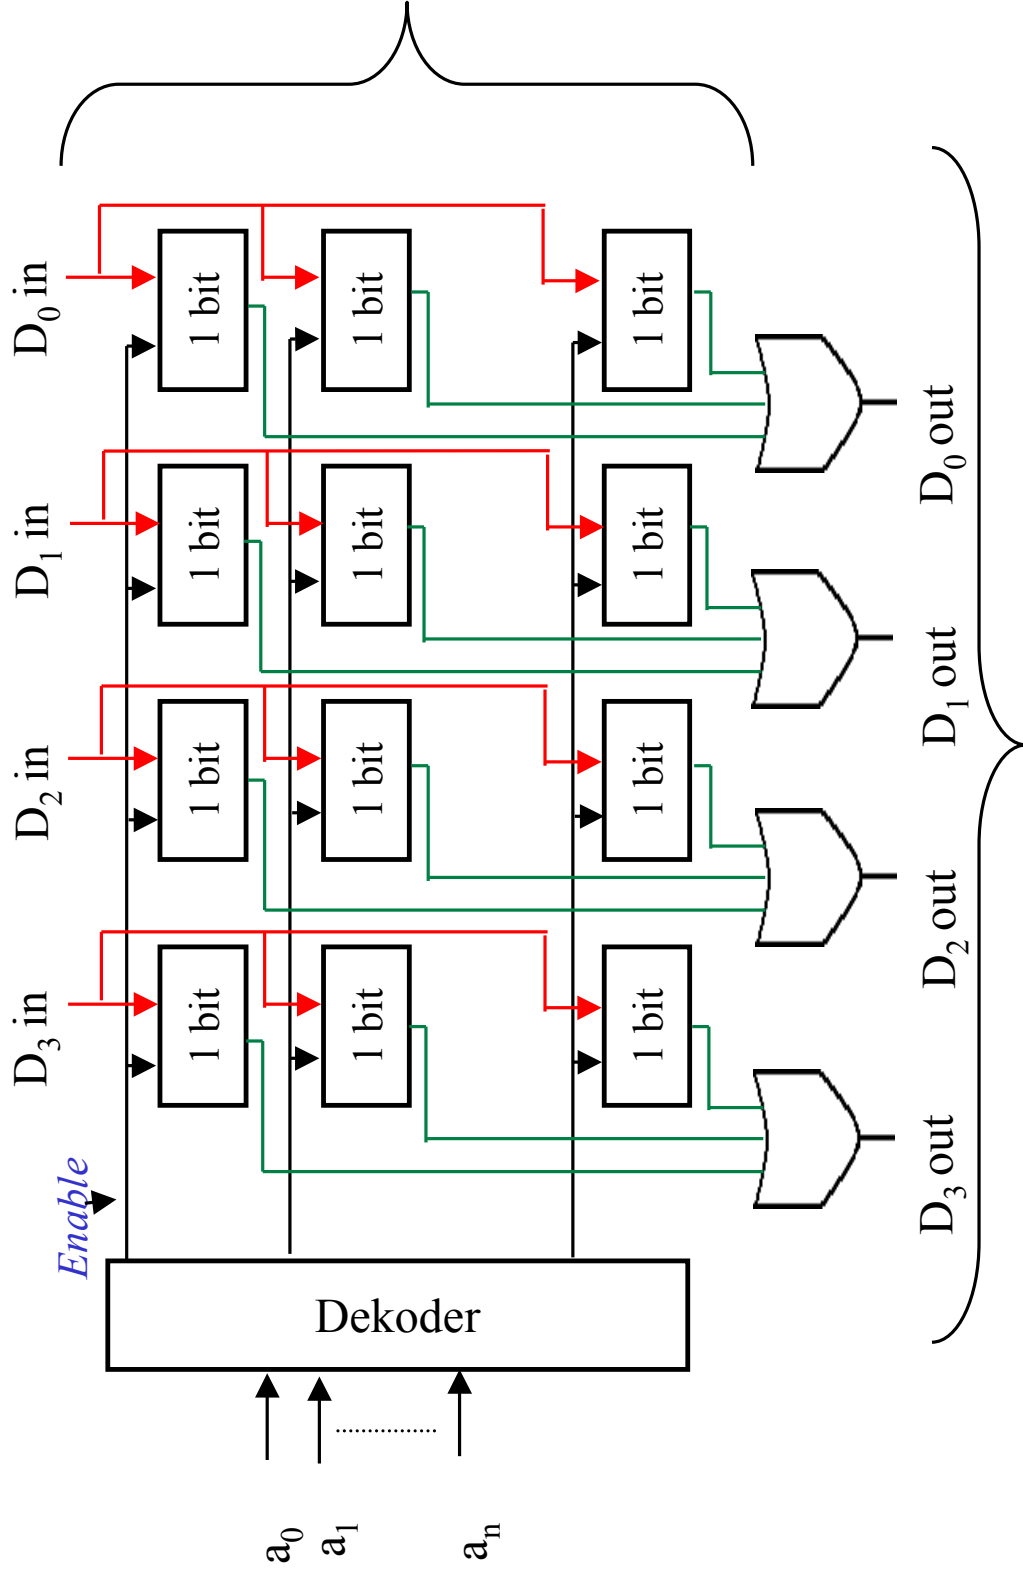 Enable
D3 in
D2 in
D1 in
D0 in
1 bit
1 bit
1 bit
1 bit
a0
a1
an
Dekoder
1 bit
1 bit
1 bit
1 bit
1 bit
1 bit
1 bit
1 bit
D3 out
D2 out
D1 out
D0 out